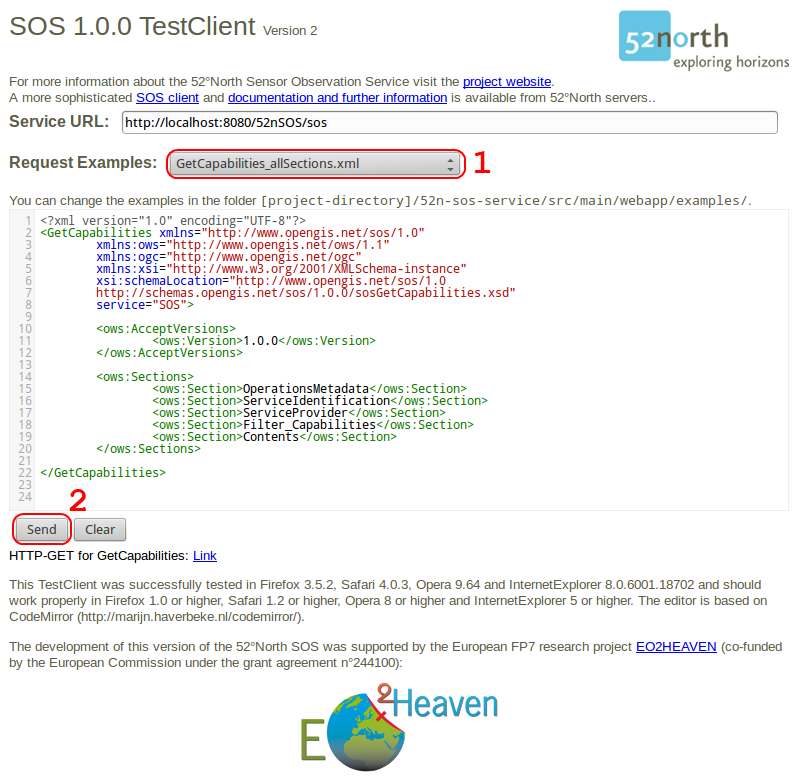 SOS 1.0.0 TestClient Version 2
52north
exploring horizons
For more information about the 52°North Sensor Observation Service visit the project website.
A more sophisticated SOS client and documentation and further information is available from 52°North servers..
Service URL: http://localhost:8080/52nSOS/sos
Request Examples: GetCapabilities_allSections.xml 1
You can change the examples in the folder [project-directory]/52n-sos-service/src/main/webapp/examples/.
1 <?xml version="1.0" encoding="UTF-8"?>
2 <GetCapabilities xmlns="http://www.opengis.net/sos/1.0"
3 xmlns:ows="http://www.opengis.net/ows/1.1"
4 xmlns:ogc="http://www.opengis.net/ogc"
5 xmlns:xsi="http://www.w3.org/2001/XMLSchema-instance"
6 xsi:schemaLocation="http://www.opengis.net/sos/1.0
7 http://schemas.opengis.net/sos/1.0.0/sosGetCapabilities.xsd"
8 service="SOS">
9
10 <ows:AcceptVersions>
11 <ows:Version>1.0.0</ows:Version>
12 </ows:AcceptVersions>
13
14 <ows:Sections>
15 <ows:Section>OperationsMetadata</ows:Section>
16 <ows:Section>ServiceIdentification</ows:Section>
17 <ows:Section>ServiceProvider</ows:Section>
18 <ows:Section>Filter_Capabilities</ows:Section>
19 <ows:Section>Contents</ows:Section>
20 </ows:Sections>
21
22 </GetCapabilities>
23
24
2
Send Clear
HTTP-GET for GetCapabilities: Link
This TestClient was successfully tested in Firefox 3.5.2, Safari 4.0.3, Opera 9.64 and InternetExplorer 8.0.6001.18702 and should
work properly in Firefox 1.0 or higher, Safari 1.2 or higher, Opera 8 or higher and InternetExplorer 5 or higher. The editor is based on
CodeMirror (http://marijn.haverbeke.nl/codemirror/).
The development of this version of the 52°North SOS was supported by the European FP7 research project EO2HEAVEN (co-funded
by the European Commission under the grant agreement n°244100):
EO2Heaven